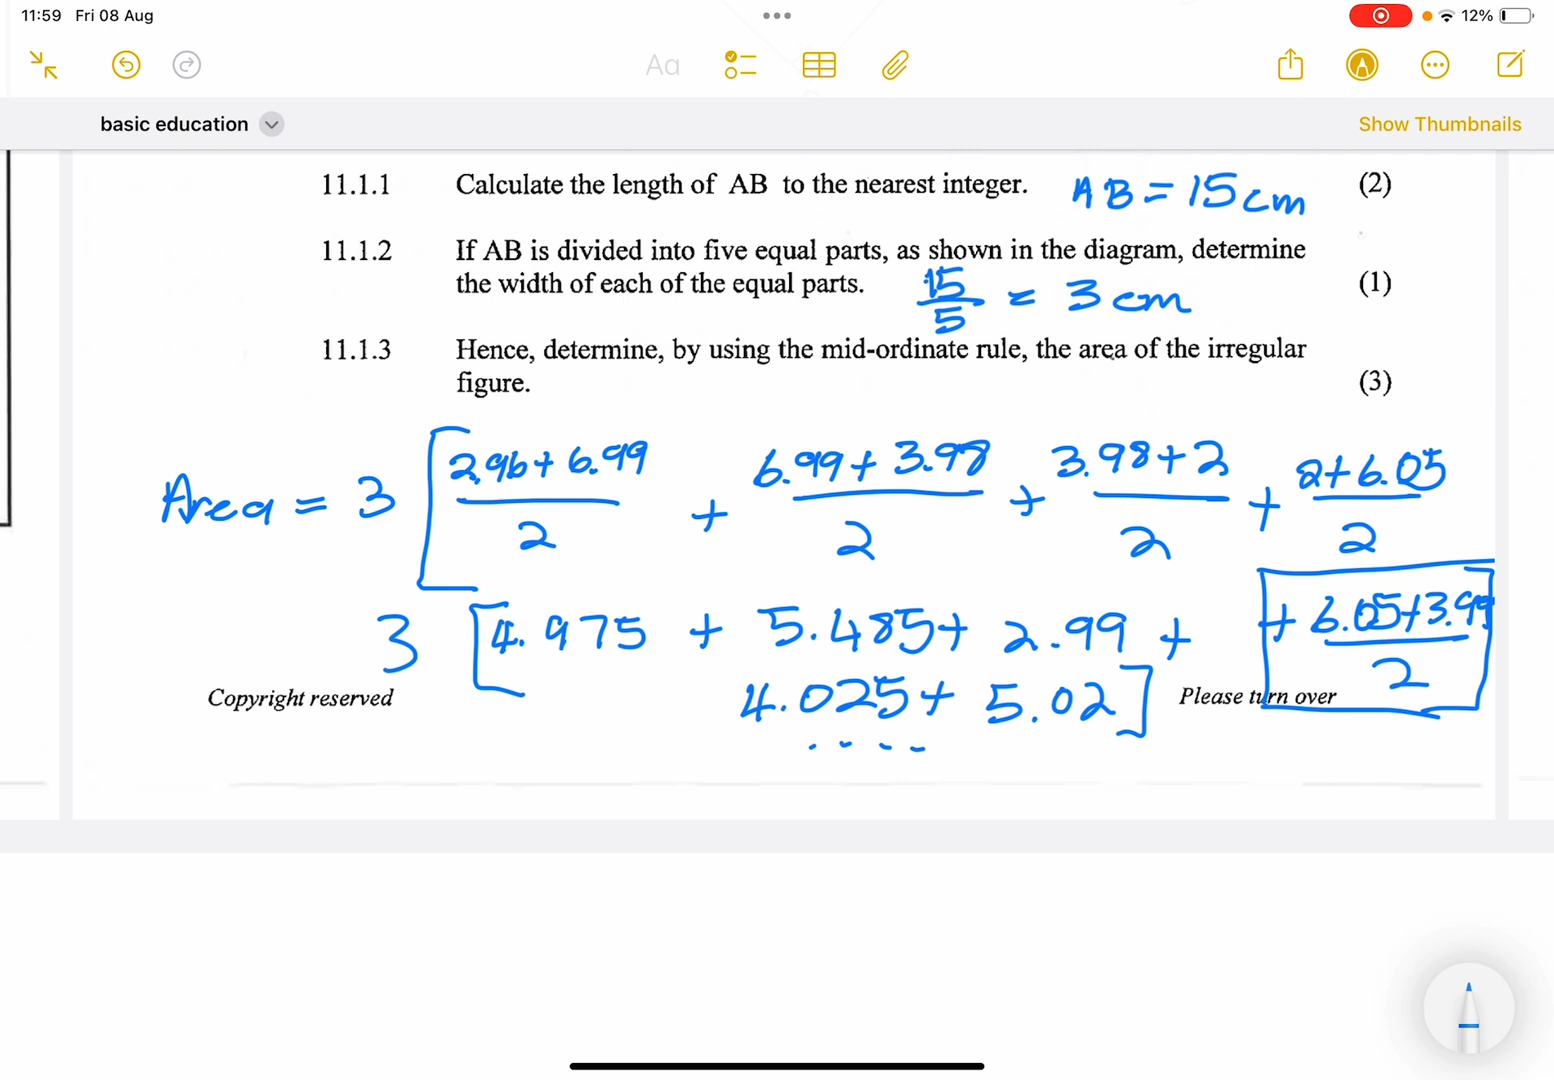 11:59 Fri 08 Aug
12%
Aa
basic education
Show Thumbnails
11.1.1 Calculate the length of AB to the nearest integer. AB = 15 cm (2)
11.1.2 If AB is divided into five equal parts, as shown in the diagram, determine
the width of each of the equal parts. 15/5 = 3 cm (1)
11.1.3 Hence, determine, by using the mid-ordinate rule, the area of the irregular
figure. (3)
Area = 3 [ (2.96 + 6.99)/2 + (6.99 + 3.98)/2 + (3.98 + 2)/2 + (2 + 6.05)/2
+ (6.05 + 3.99)/2 ]
3 [ 4.975 + 5.485 + 2.99 +
4.025 + 5.02 ]
Copyright reserved
Please turn over